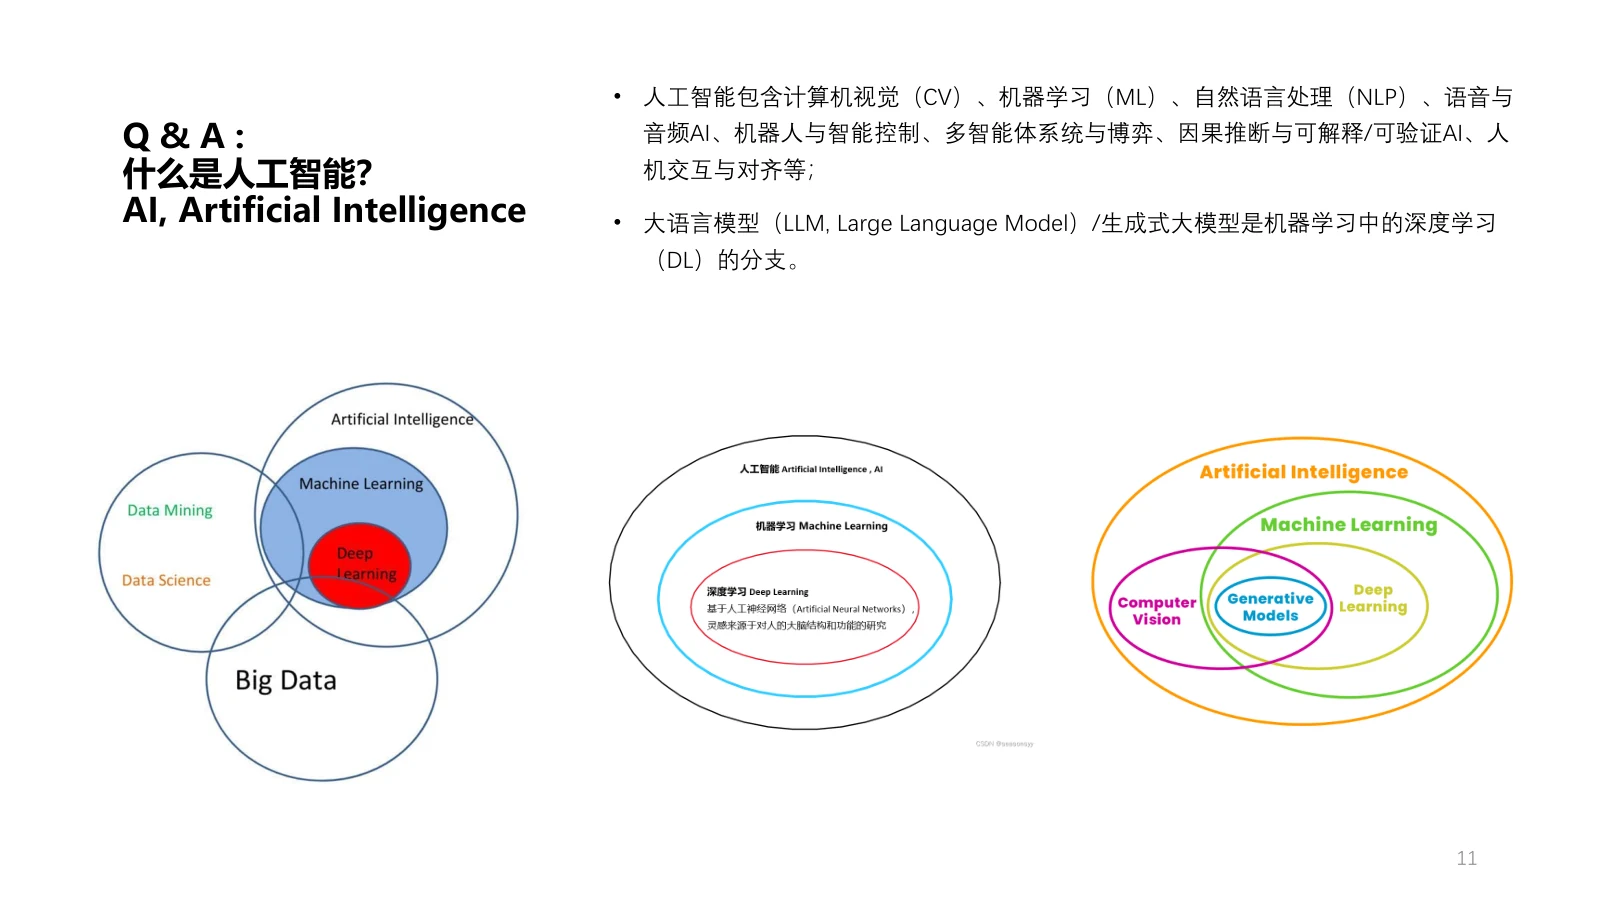 Q & A :
什么是人工智能?
AI, Artificial Intelligence
• 人工智能包含计算机视觉（CV）、机器学习（ML）、自然语言处理（NLP）、语音与
音频AI、机器人与智能控制、多智能体系统与博弈、因果推断与可解释/可验证AI、人
机交互与对齐等;
• 大语言模型（LLM, Large Language Model）/生成式大模型是机器学习中的深度学习
（DL）的分支。
Artificial Intelligence
Machine Learning
Data Mining
Deep
Learning
Data Science
Big Data
人工智能 Artificial Intelligence , AI
机器学习 Machine Learning
深度学习 Deep Learning
基于人工神经网络（Artificial Neural Networks）,
灵感来源于对人的大脑结构和功能的研究
CSDN
Artificial Intelligence
Machine Learning
Computer
Vision
Generative
Models
Deep
Learning
11